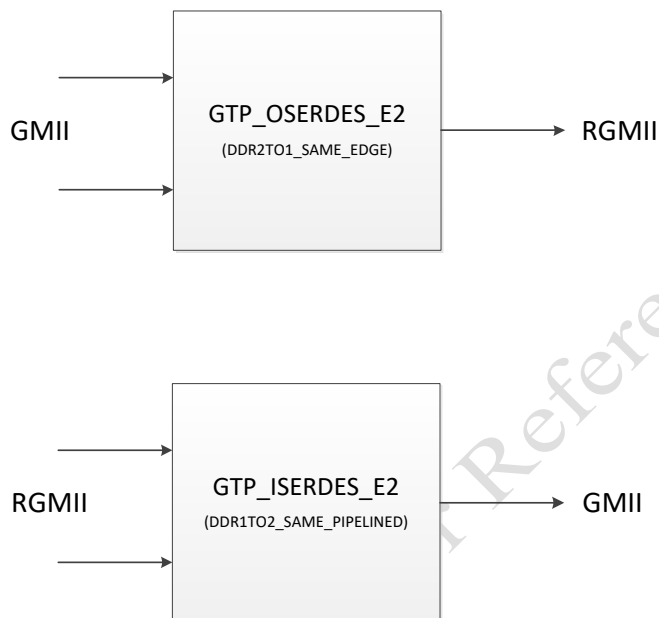 GMII
GTP_OSERDES_E2
(DDR2TO1_SAME_EDGE)
RGMII
RGMII
GTP_ISERDES_E2
(DDR1TO2_SAME_PIPELINED)
GMII